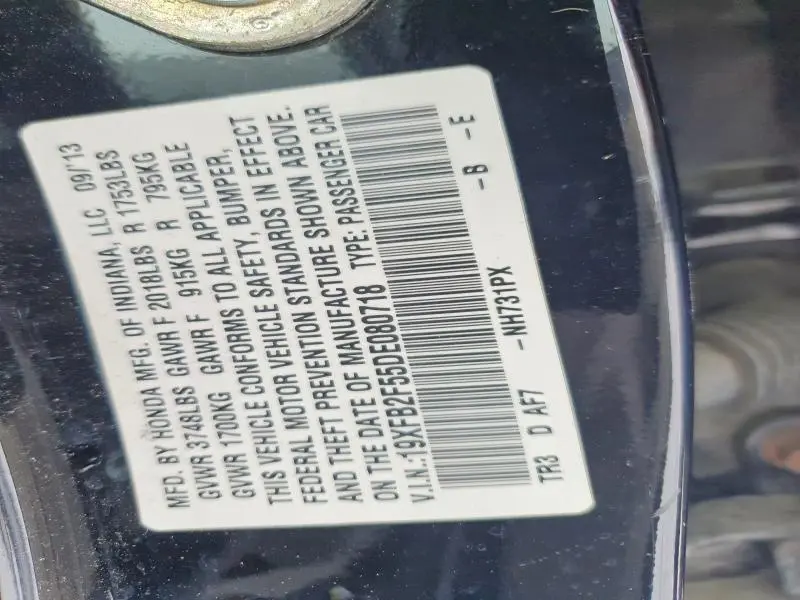 MFD. BY HONDA MFG. OF INDIANA, LLC 09/13
GVWR 3748LBS GAWR F 2018LBS R 1753LBS
GVWR 1700KG GAWR F 915KG R 795KG
THIS VEHICLE CONFORMS TO ALL APPLICABLE
FEDERAL MOTOR VEHICLE SAFETY, BUMPER,
AND THEFT PREVENTION STANDARDS IN EFFECT
ON THE DATE OF MANUFACTURE SHOWN ABOVE.
V.I.N.:19XFB2F55DE080718 TYPE: PASSENGER CAR
TR3 D AF7 -NH731PX -B -E